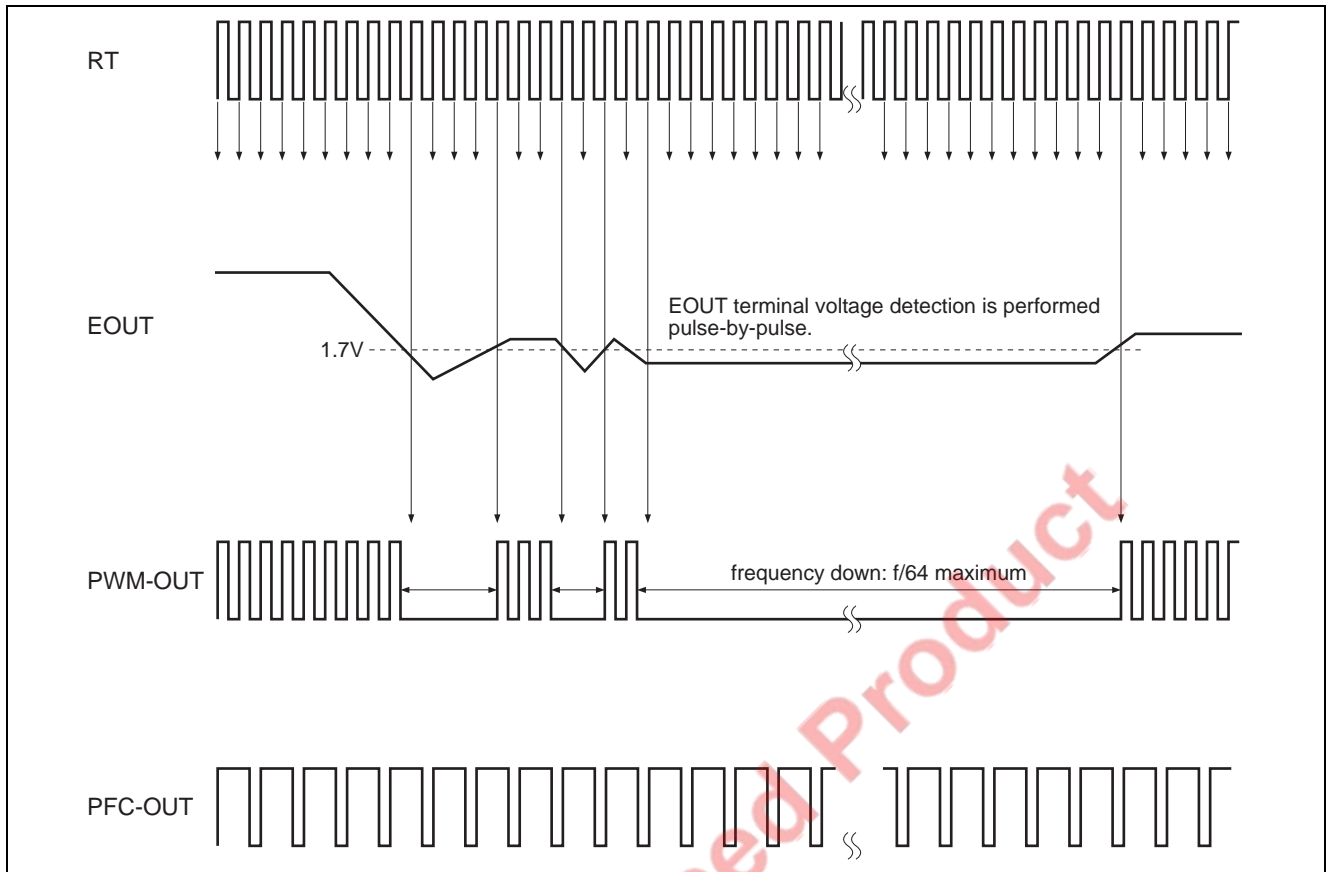 RT
EOUT
EOUT terminal voltage detection is performed
pulse-by-pulse.
1.7V
PWM-OUT
frequency down: f/64 maximum
PFC-OUT
Product